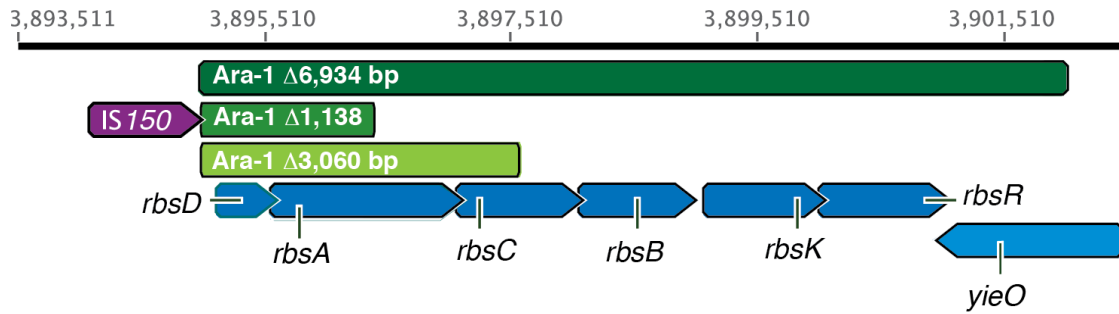 3,893,511 3,895,510 3,897,510 3,899,510 3,901,510
Ara-1 Δ6,934 bp
IS150 Ara-1 Δ1,138
Ara-1 Δ3,060 bp
rbsD rbsR
rbsA rbsC rbsB rbsK
yieO